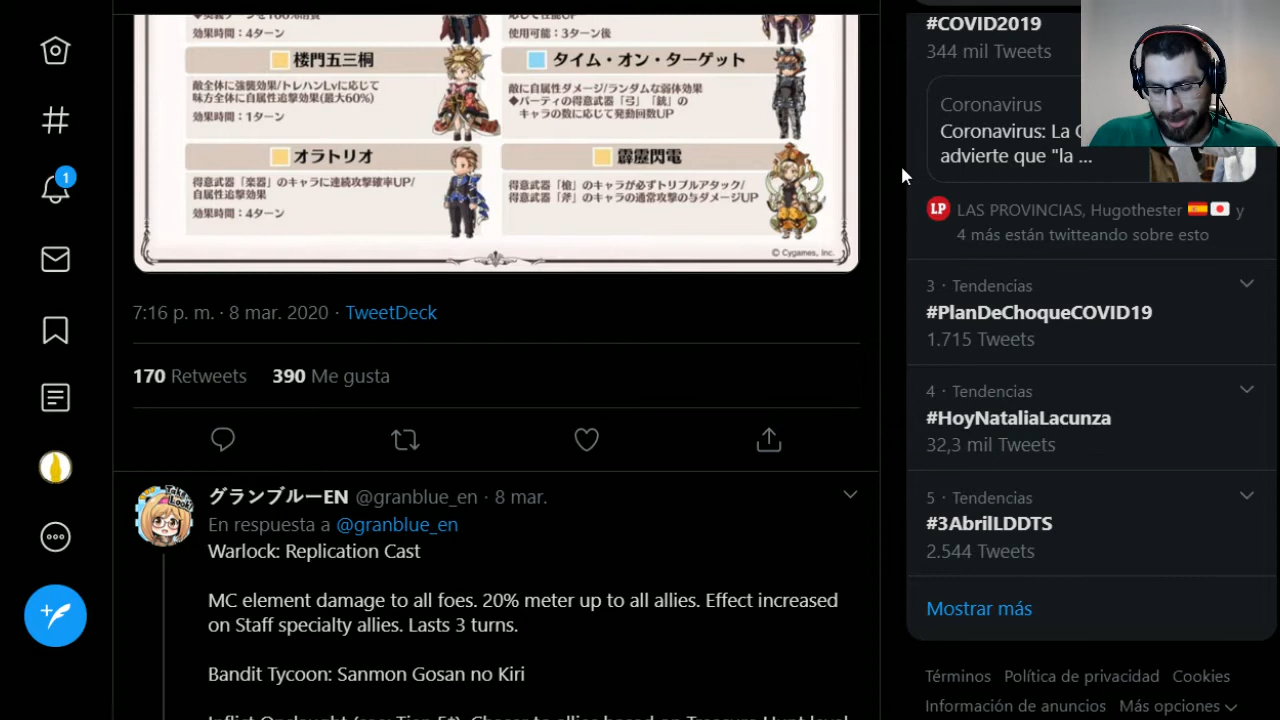 効果時間:4ターン
使用可能:3ターン後
楼門五三桐
敵全体に強襲効果/トレハンLvに応じて
味方全体に自属性追撃効果(最大60%)
効果時間:1ターン
タイム・オン・ターゲット
敵に自属性ダメージ/ランダムな弱体効果
◆パーティの得意武器「弓」「銃」の
キャラの数に応じて発動回数UP
オラトリオ
得意武器「楽器」のキャラに連続攻撃確率UP/
自属性追撃効果
効果時間:4ターン
霹靂閃電
得意武器「槍」のキャラが必ずトリプルアタック/
得意武器「斧」のキャラの通常攻撃の与ダメージUP
© Cygames, Inc.
7:16 p. m. · 8 mar. 2020 · TweetDeck
170 Retweets 390 Me gusta
グランブルーEN @granblue_en · 8 mar.
En respuesta a @granblue_en
Warlock: Replication Cast
MC element damage to all foes. 20% meter up to all allies. Effect increased
on Staff specialty allies. Lasts 3 turns.
Bandit Tycoon: Sanmon Gosan no Kiri
1
#COVID2019
344 mil Tweets
Coronavirus
Coronavirus: La
advierte que "la ...
LP LAS PROVINCIAS, Hugothester y
4 más están twitteando sobre esto
3 · Tendencias
#PlanDeChoqueCOVID19
1.715 Tweets
4 · Tendencias
#HoyNataliaLacunza
32,3 mil Tweets
5 · Tendencias
#3AbrilLDDTS
2.544 Tweets
Mostrar más
Términos Política de privacidad Cookies
Información de anuncios Más opciones